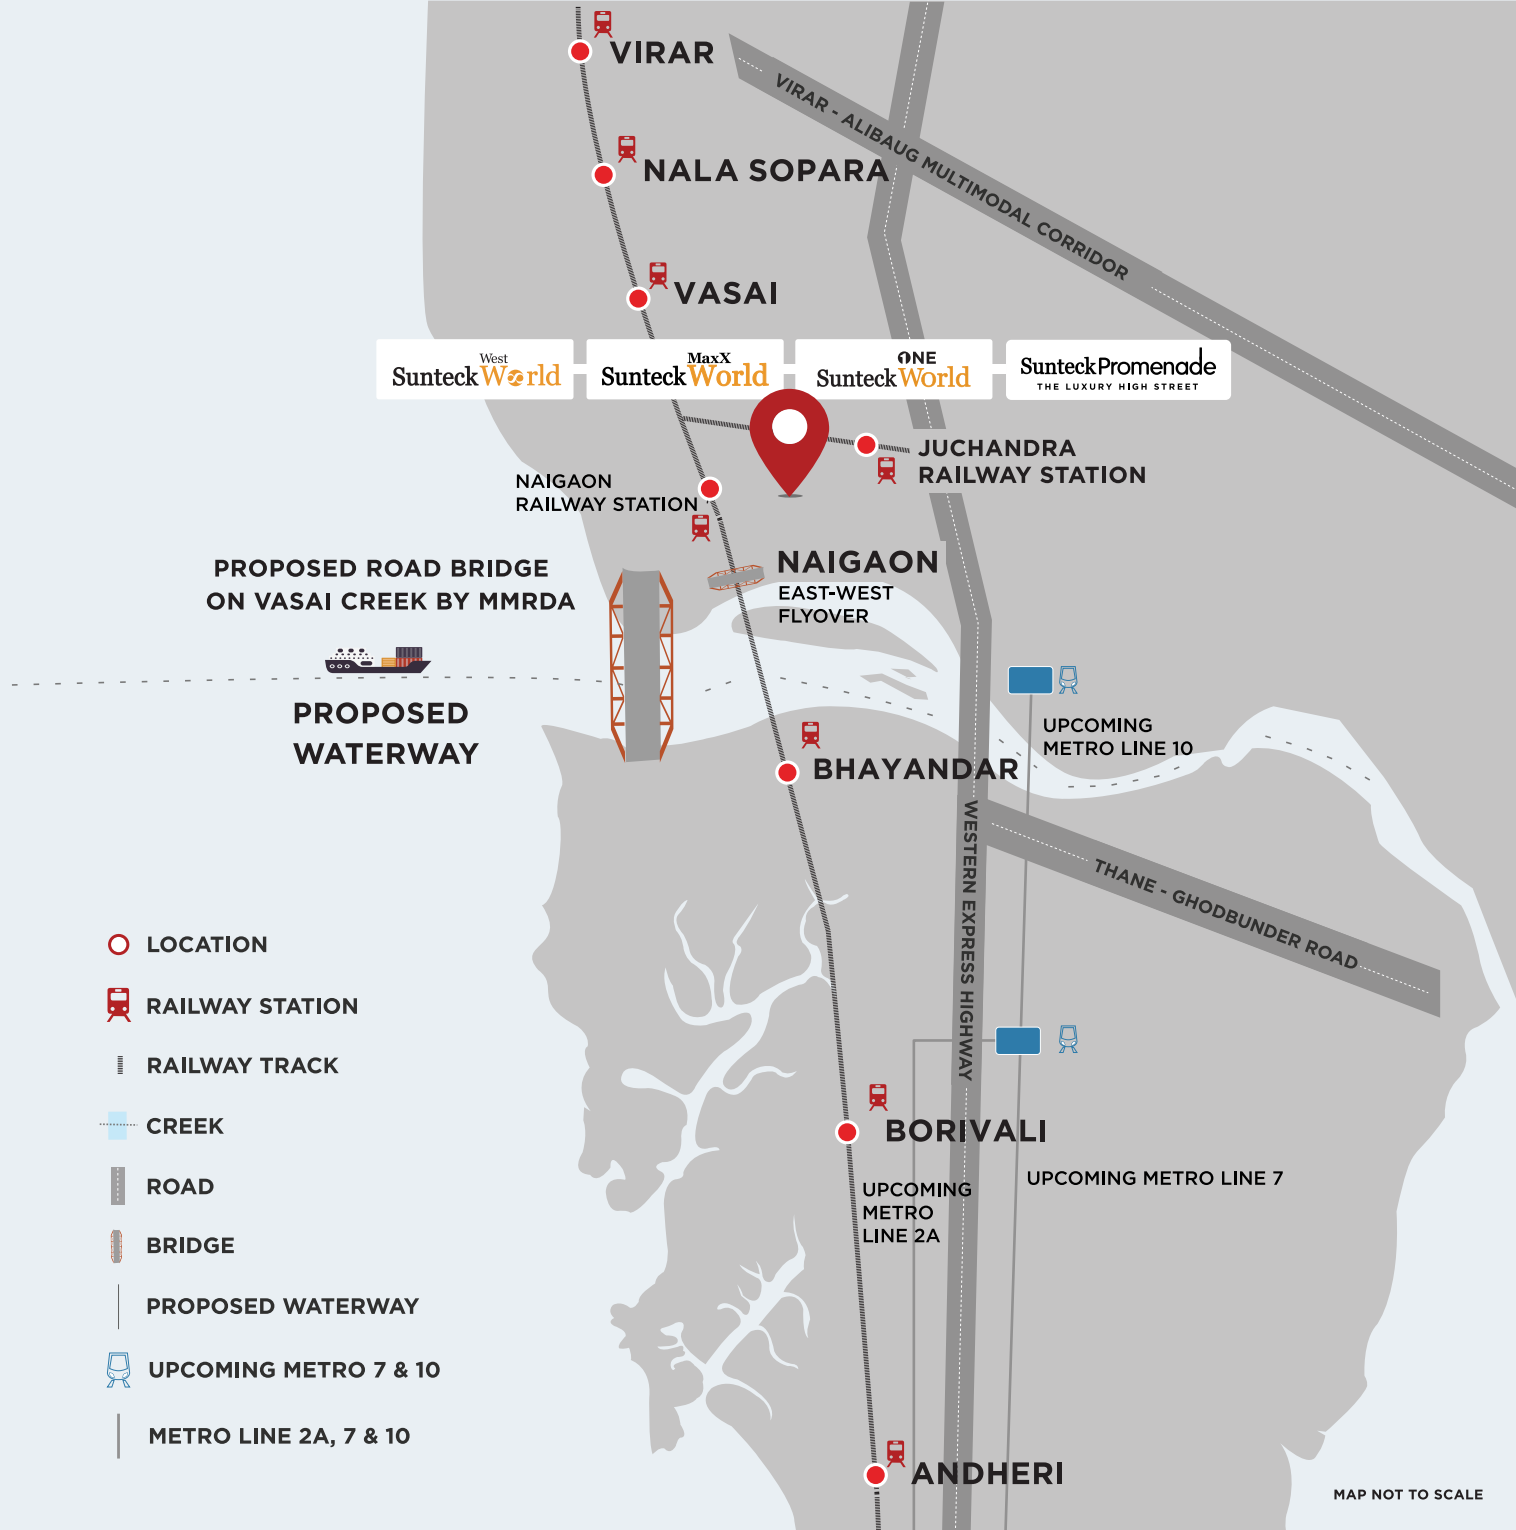 VIRAR
VIRAR - ALIBAUG MULTIMODAL CORRIDOR
NALA SOPARA
VASAI
West
Sunteck World
MaxX
Sunteck World
ONE
Sunteck World
Sunteck Promenade
THE LUXURY HIGH STREET
JUCHANDRA
RAILWAY STATION
NAIGAON
RAILWAY STATION
NAIGAON
EAST-WEST
FLYOVER
PROPOSED ROAD BRIDGE
ON VASAI CREEK BY MMRDA
PROPOSED
WATERWAY
UPCOMING
METRO LINE 10
BHAYANDAR
WESTERN EXPRESS HIGHWAY
THANE - GHODBUNDER ROAD
LOCATION
RAILWAY STATION
RAILWAY TRACK
CREEK
ROAD
BRIDGE
PROPOSED WATERWAY
UPCOMING METRO 7 & 10
METRO LINE 2A, 7 & 10
BORIVALI
UPCOMING METRO LINE 7
UPCOMING
METRO
LINE 2A
ANDHERI
MAP NOT TO SCALE